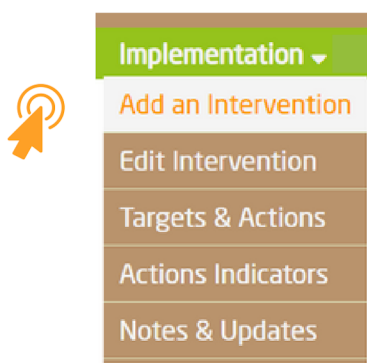 Implementation
Add an Intervention
Edit Intervention
Targets & Actions
Actions Indicators
Notes & Updates